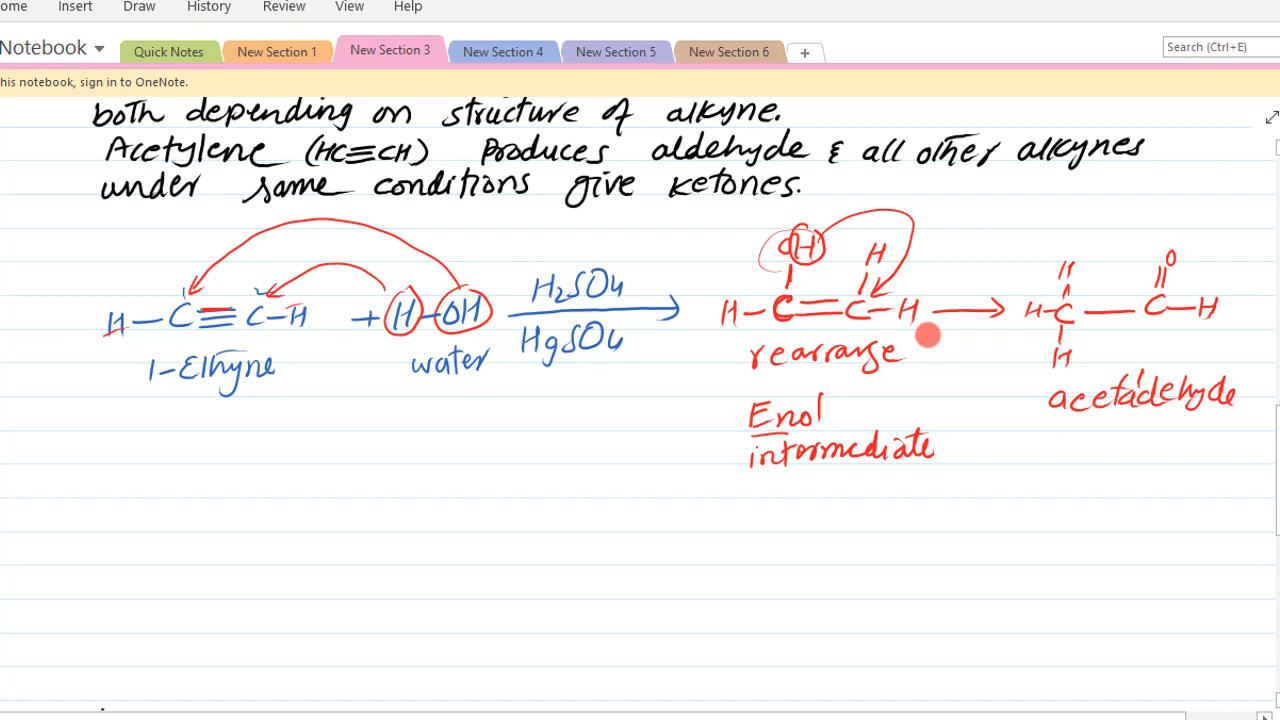 ome Insert Draw History Review View Help
Notebook Quick Notes New Section 1 New Section 3 New Section 4 New Section 5 New Section 6 + Search (Ctrl+E)
his notebook, sign in to OneNote.
both depending on structure of alkyne.
Acetylene (HC≡CH) Produces aldehyde & all other alkynes
under same conditions give ketones.
OH H H O
H–C≡C–H + H–OH H2SO4 H–C=C–H → H–C–C–H
1-Ethyne water HgSO4 rearrange H
Enol acetaldehyde
intermediate